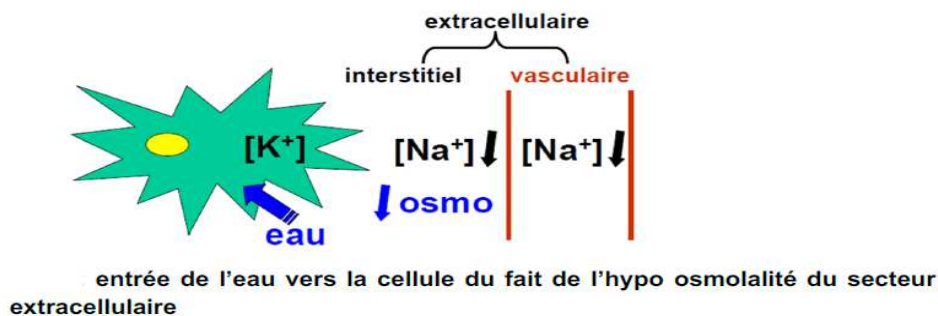 extracellulaire
interstitiel vasculaire
[K⁺] [Na⁺] [Na⁺]
osmo
eau
entrée de l'eau vers la cellule du fait de l'hypo osmolalité du secteur
extracellulaire